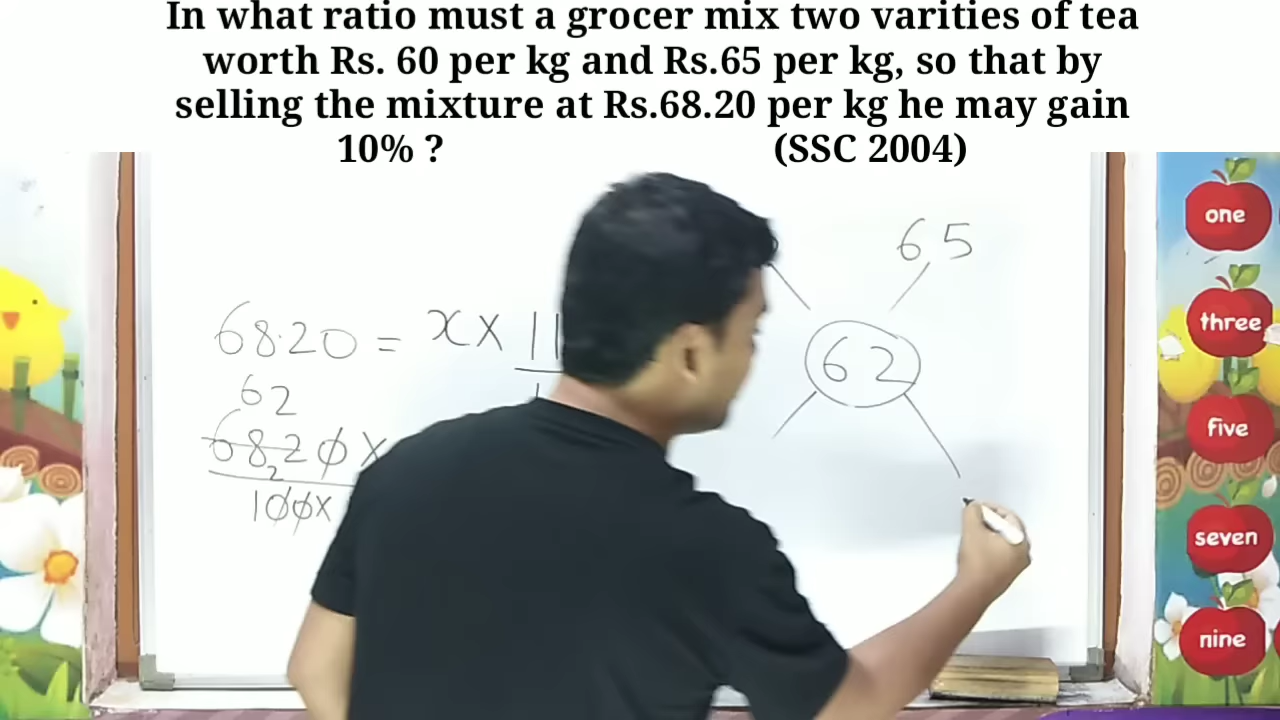 In what ratio must a grocer mix two varities of tea
worth Rs. 60 per kg and Rs.65 per kg, so that by
selling the mixture at Rs.68.20 per kg he may gain
10% ? (SSC 2004)
65
68.20 = x X 11
62
62
6820 X
100x
one
three
five
seven
nine